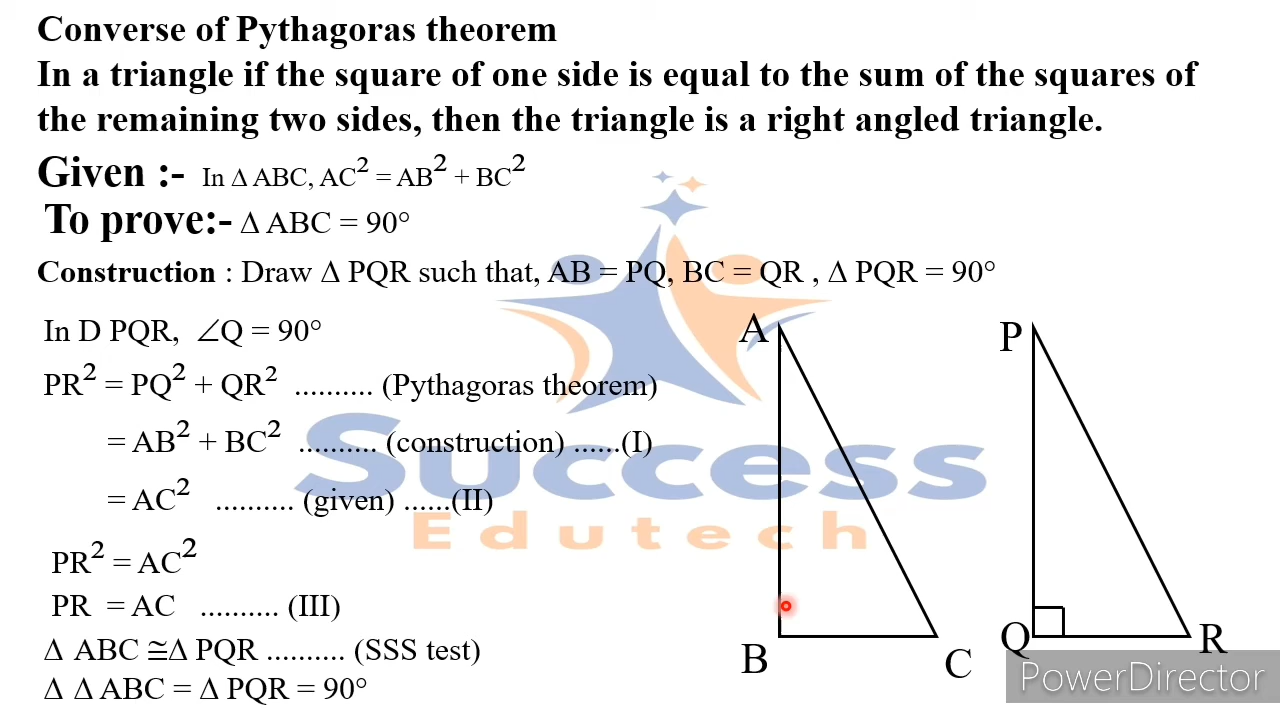 Converse of Pythagoras theorem
In a triangle if the square of one side is equal to the sum of the squares of
the remaining two sides, then the triangle is a right angled triangle.
Given :- In Δ ABC, AC² = AB² + BC²
To prove:- Δ ABC = 90°
Construction : Draw Δ PQR such that, AB = PQ, BC = QR , Δ PQR = 90°
In D PQR, ∠Q = 90°
PR² = PQ² + QR² .......... (Pythagoras theorem)
= AB² + BC² .......... (construction) ......(I)
= AC² .......... (given) ......(II)
PR² = AC²
PR = AC .......... (III)
Δ ABC ≅Δ PQR .......... (SSS test)
Δ Δ ABC = Δ PQR = 90°
A
B
C
P
Q
R
Success
Edutech
PowerDirector